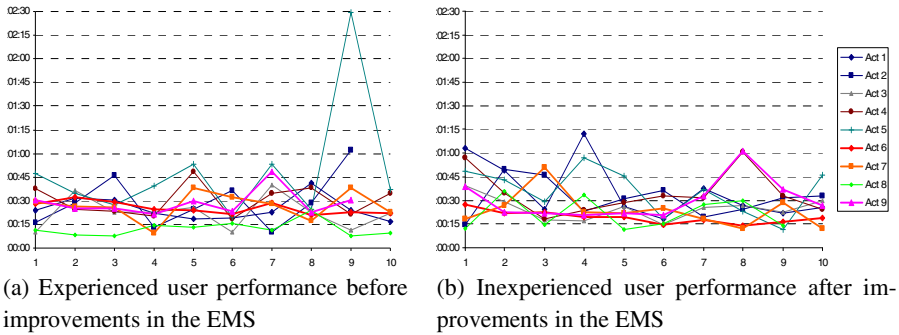 02:30
02:15
02:00
01:45
01:30
01:15
01:00
00:45
00:30
00:15
00:00
1 2 3 4 5 6 7 8 9 10
02:30
02:15
02:00
01:45
01:30
01:15
01:00
00:45
00:30
00:15
00:00
1 2 3 4 5 6 7 8 9 10
Act 1
Act 2
Act 3
Act 4
Act 5
Act 6
Act 7
Act 8
Act 9
(a) Experienced user performance before
improvements in the EMS
(b) Inexperienced user performance after im-
provements in the EMS